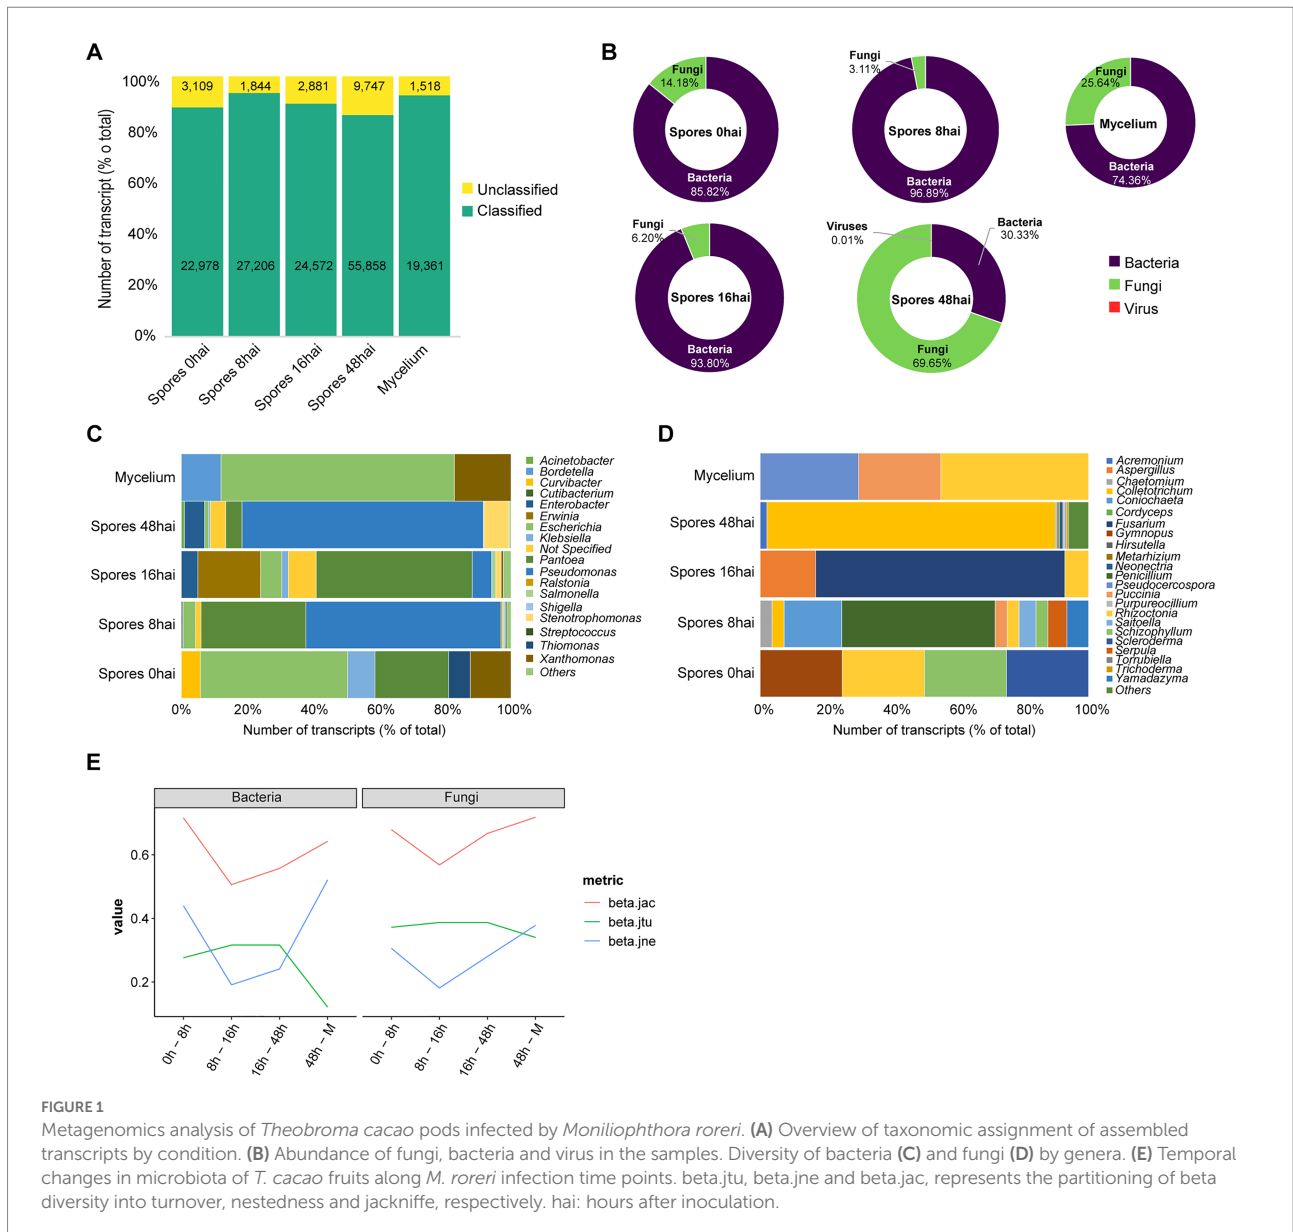 A
Number of transcript (% o total)
100%
80%
60%
40%
20%
0%
3,109
1,844
2,881
9,747
1,518
22,978
27,206
24,572
55,858
19,361
Spores 0hai
Spores 8hai
Spores 16hai
Spores 48hai
Mycelium
Unclassified
Classified
B
Fungi
14.18%
Spores 0hai
Bacteria
85.82%
Fungi
3.11%
Spores 8hai
Bacteria
96.89%
Fungi
25.64%
Mycelium
Bacteria
74.36%
Fungi
6.20%
Spores 16hai
Bacteria
93.80%
Viruses
0.01%
Bacteria
30.33%
Spores 48hai
Fungi
69.65%
Bacteria
Fungi
Virus
C
Mycelium
Spores 48hai
Spores 16hai
Spores 8hai
Spores 0hai
0%
20%
40%
60%
80%
100%
Number of transcripts (% of total)
Acinetobacter
Bordetella
Curvibacter
Cutibacterium
Enterobacter
Erwinia
Escherichia
Klebsiella
Not Specified
Pantoea
Pseudomonas
Ralstonia
Salmonella
Shigella
Stenotrophomonas
Streptococcus
Thiomonas
Xanthomonas
Others
D
Mycelium
Spores 48hai
Spores 16hai
Spores 8hai
Spores 0hai
0%
20%
40%
60%
80%
100%
Number of transcripts (% of total)
Acremonium
Aspergillus
Chaetomium
Colletotrichum
Coniochaeta
Cordyceps
Fusarium
Gymnopus
Hirsutella
Metarhizium
Neonectria
Penicillium
Pseudocercospora
Puccinia
Purpureocillium
Rhizoctonia
Saitoella
Schizophyllum
Scleroderma
Serpula
Torrubiella
Trichoderma
Yamadazyma
Others
E
Bacteria
Fungi
value
0.6
0.4
0.2
0h – 8h
8h – 16h
16h – 48h
48h – M
0h – 8h
8h – 16h
16h – 48h
48h – M
metric
beta.jac
beta.jtu
beta.jne
FIGURE 1
Metagenomics analysis of Theobroma cacao pods infected by Moniliophthora roreri. (A) Overview of taxonomic assignment of assembled
transcripts by condition. (B) Abundance of fungi, bacteria and virus in the samples. Diversity of bacteria (C) and fungi (D) by genera. (E) Temporal
changes in microbiota of T. cacao fruits along M. roreri infection time points. beta.jtu, beta.jne and beta.jac, represents the partitioning of beta
diversity into turnover, nestedness and jackniffe, respectively. hai: hours after inoculation.